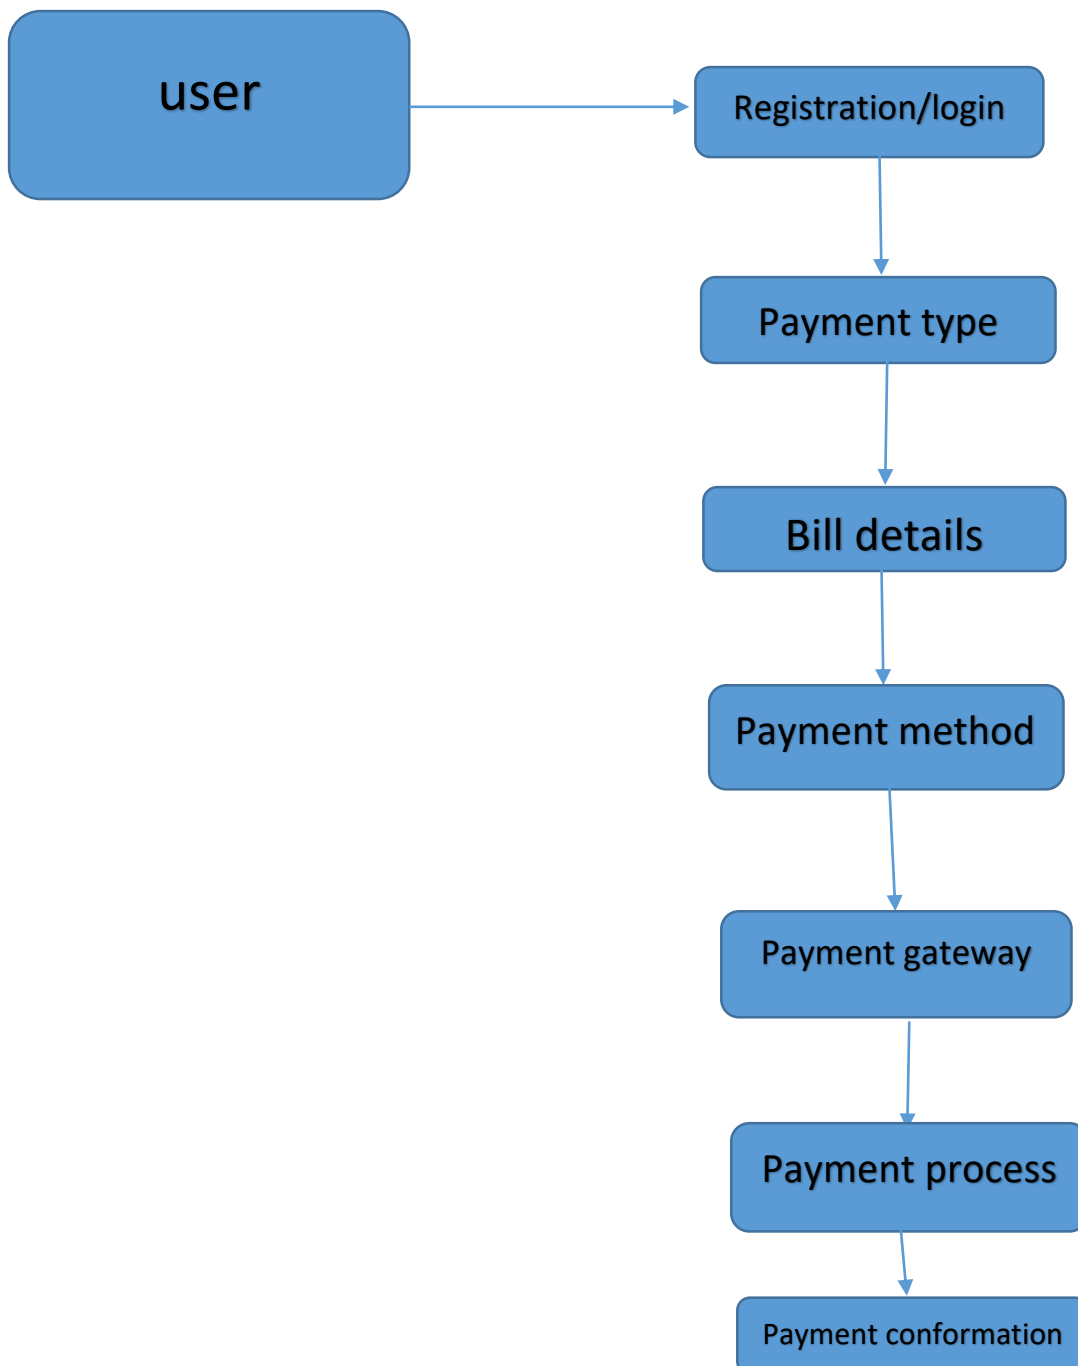 user
Registration/login
Payment type
Bill details
Payment method
Payment gateway
Payment process
Payment conformation